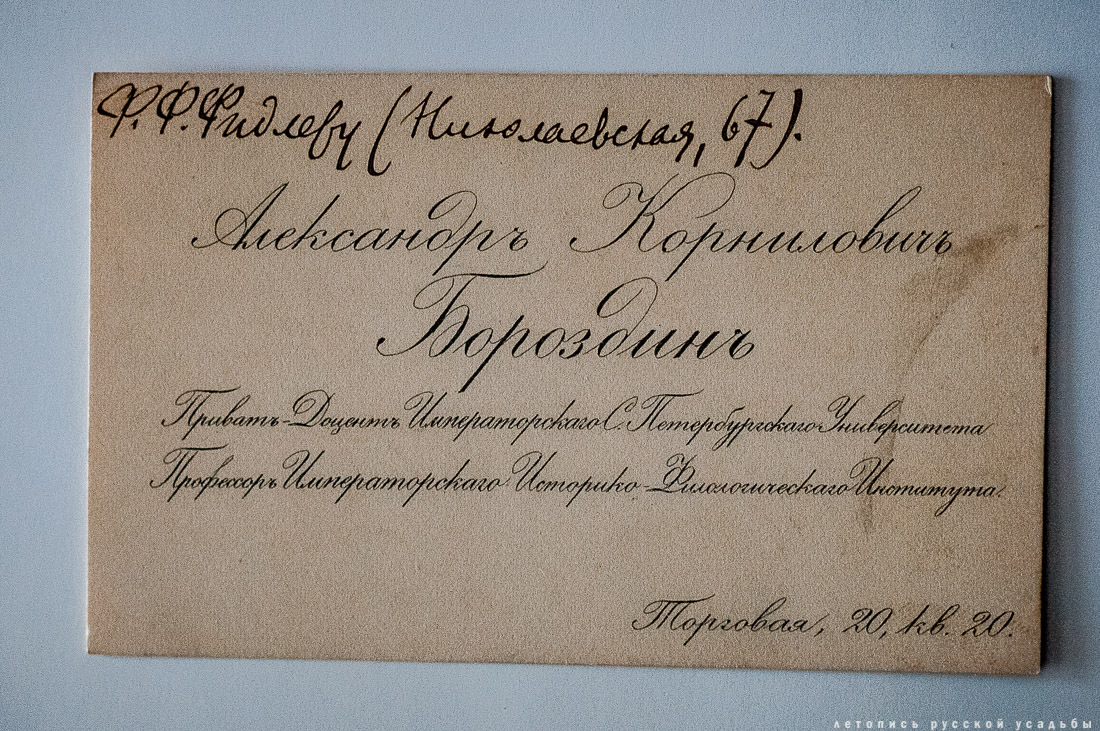 Ф. Ф. Фидлеру (Николаевская, 67).
Александръ Корниловичъ
Бороздинъ
Приватъ-Доцентъ Императорскаго С. Петербургскаго Университета
Профессоръ Императорскаго Историко-Филологическаго Института.
Торговая, 20, кв. 20.
летопись русской усадьбы